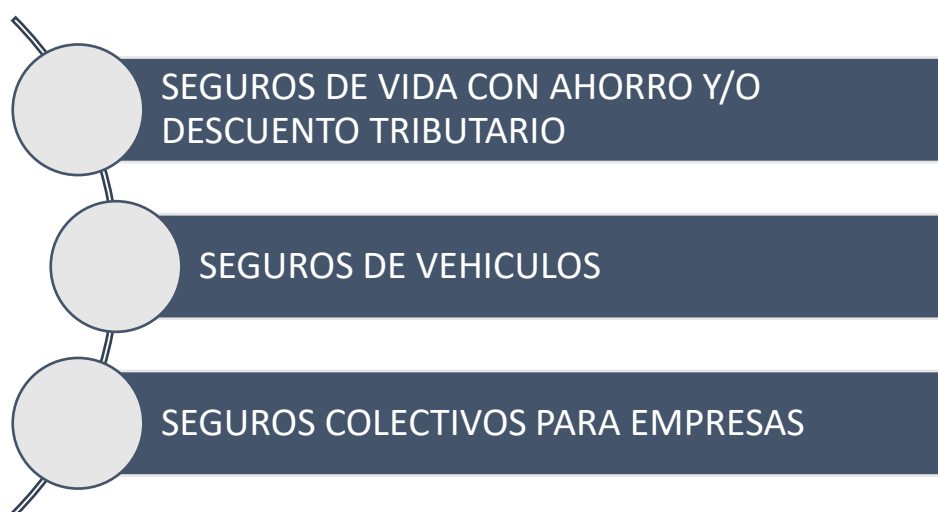 SEGUROS DE VIDA CON AHORRO Y/O
DESCUENTO TRIBUTARIO
SEGUROS DE VEHICULOS
SEGUROS COLECTIVOS PARA EMPRESAS